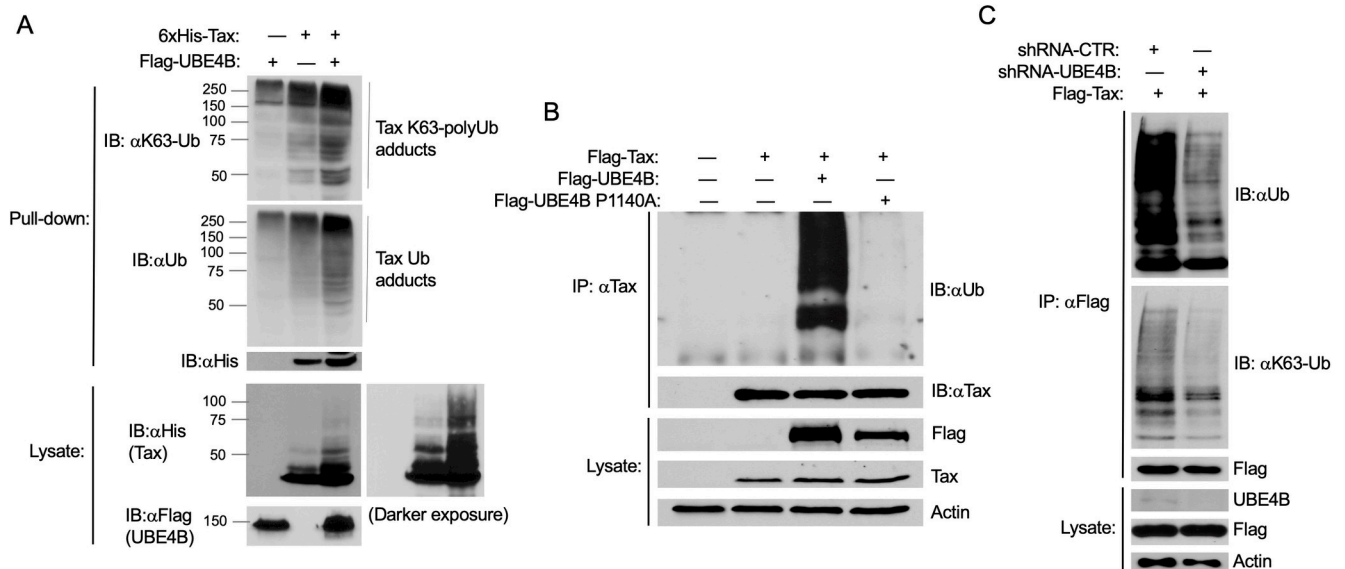 A
6xHis-Tax: — + +
Flag-UBE4B: + — +
Pull-down:
IB: αK63-Ub
250
150
100
75
50
Tax K63-polyUb
adducts
IB:αUb
250
150
100
75
50
Tax Ub
adducts
IB:αHis
Lysate:
IB:αHis
(Tax)
100
75
50
(Darker exposure)
IB:αFlag
(UBE4B)
150
B
Flag-Tax: — + + +
Flag-UBE4B: — — + —
Flag-UBE4B P1140A: — — — +
IP: αTax
IB:αUb
IB:αTax
Lysate:
Flag
Tax
Actin
C
shRNA-CTR: + —
shRNA-UBE4B: — +
Flag-Tax: + +
IP: αFlag
IB:αUb
IB: αK63-Ub
Flag
Lysate:
UBE4B
Flag
Actin